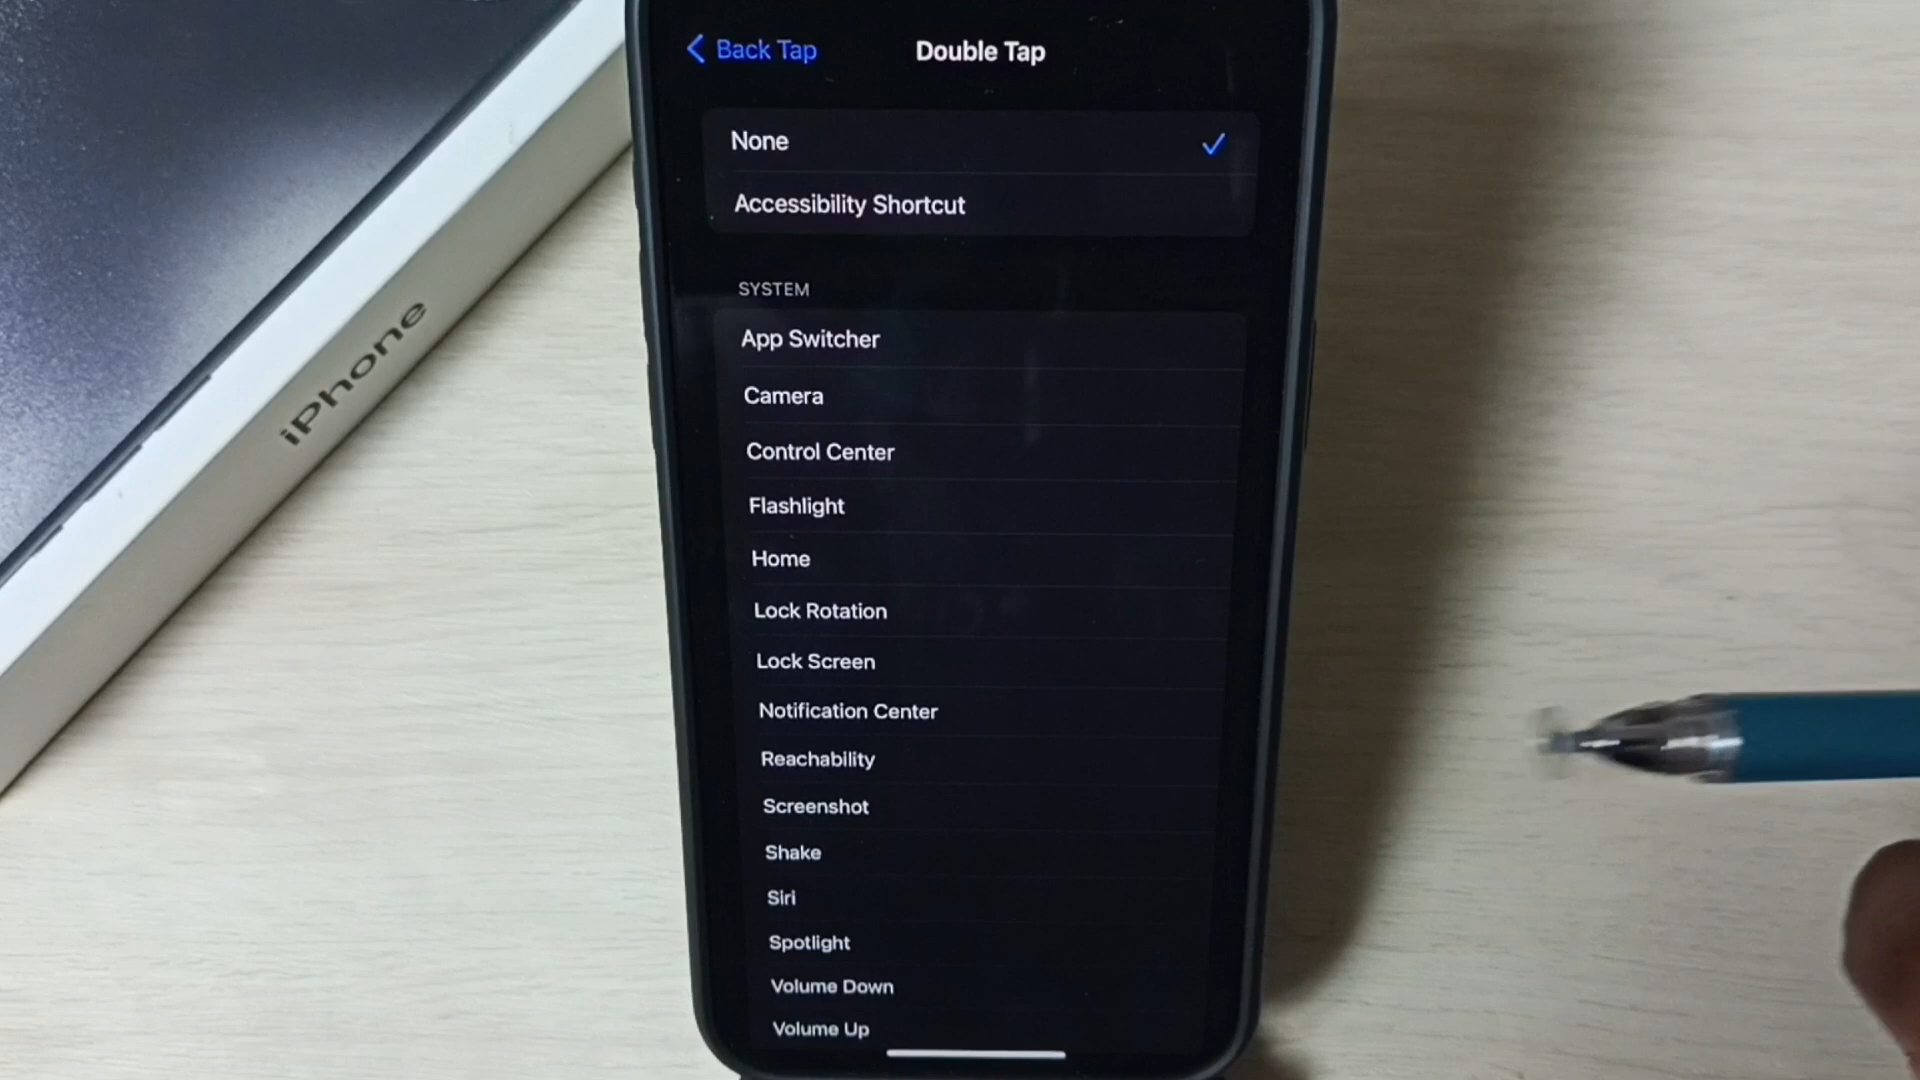 Back Tap
Double Tap
None
Accessibility Shortcut
SYSTEM
App Switcher
Camera
Control Center
Flashlight
Home
Lock Rotation
Lock Screen
Notification Center
Reachability
Screenshot
Shake
Siri
Spotlight
Volume Down
Volume Up
iPhone